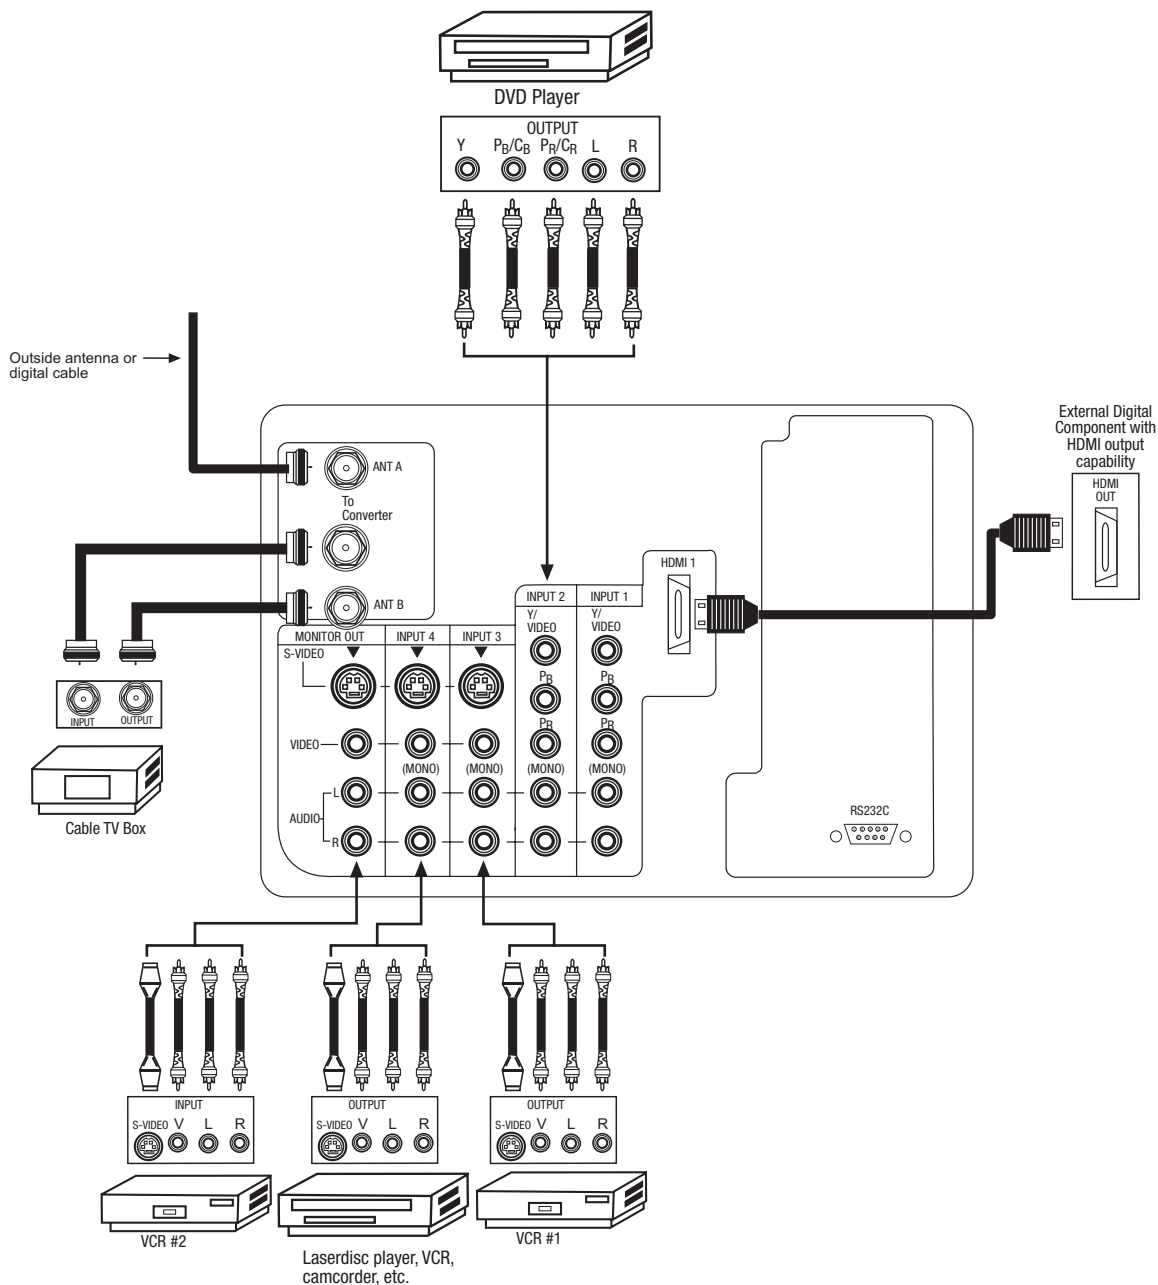 DVD Player
OUTPUT
Y PB/CB PR/CR L R
Outside antenna or
digital cable
External Digital
Component with
HDMI output
capability
HDMI
OUT
ANT A
To
Converter
ANT B
HDMI 1
INPUT 2 INPUT 1
Y/
VIDEO
Y/
VIDEO
MONITOR OUT INPUT 4 INPUT 3
S-VIDEO
PB PB
PR PR
VIDEO
(MONO) (MONO) (MONO) (MONO)
L
AUDIO
R
INPUT OUTPUT
Cable TV Box
RS232C
INPUT
S-VIDEO V L R
OUTPUT
S-VIDEO V L R
OUTPUT
S-VIDEO V L R
VCR #2
Laserdisc player, VCR,
camcorder, etc.
VCR #1